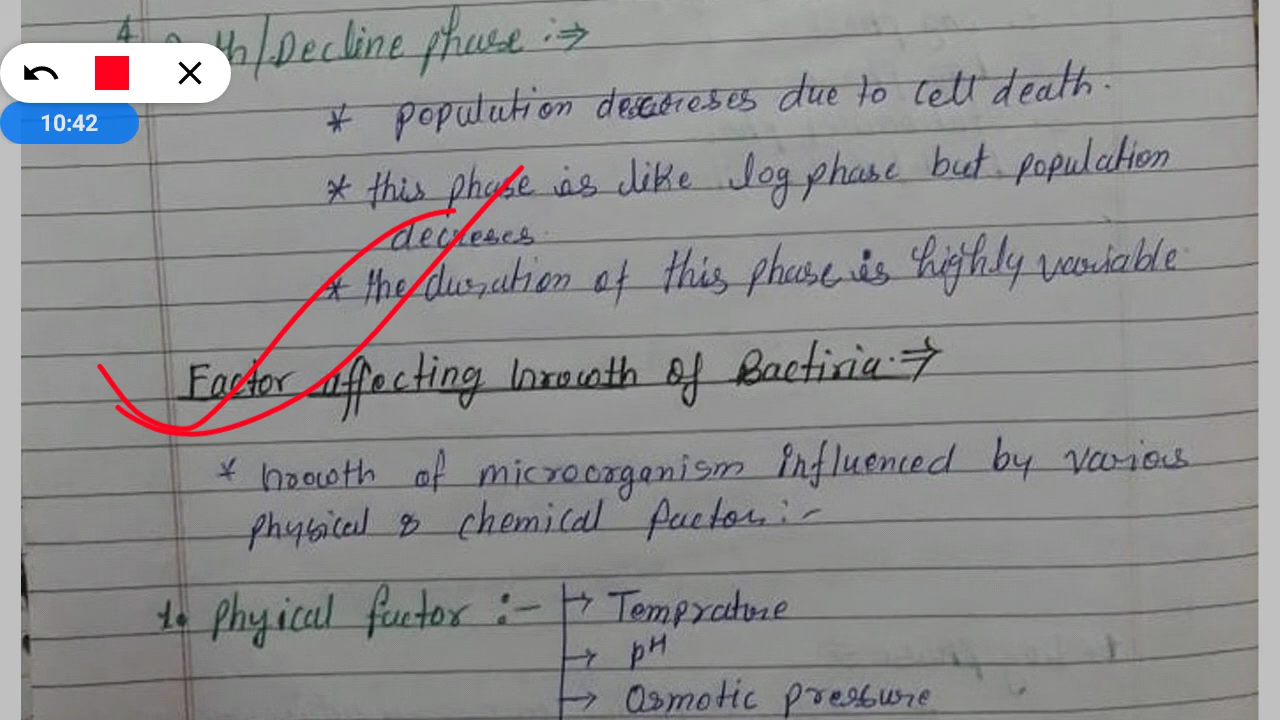 4. th/Decline phase :⇒
10:42
* population decreses due to cell death.
* this phase is like log phase but population
decreses.
* the duration of this phase is highly variable.
Factor affecting Growth of Bactiria :⇒
* Growth of microorganism influenced by various
physical & chemical factor :-
1. phyical factor :- → Temprature
→ pH
→ Osmotic pressure